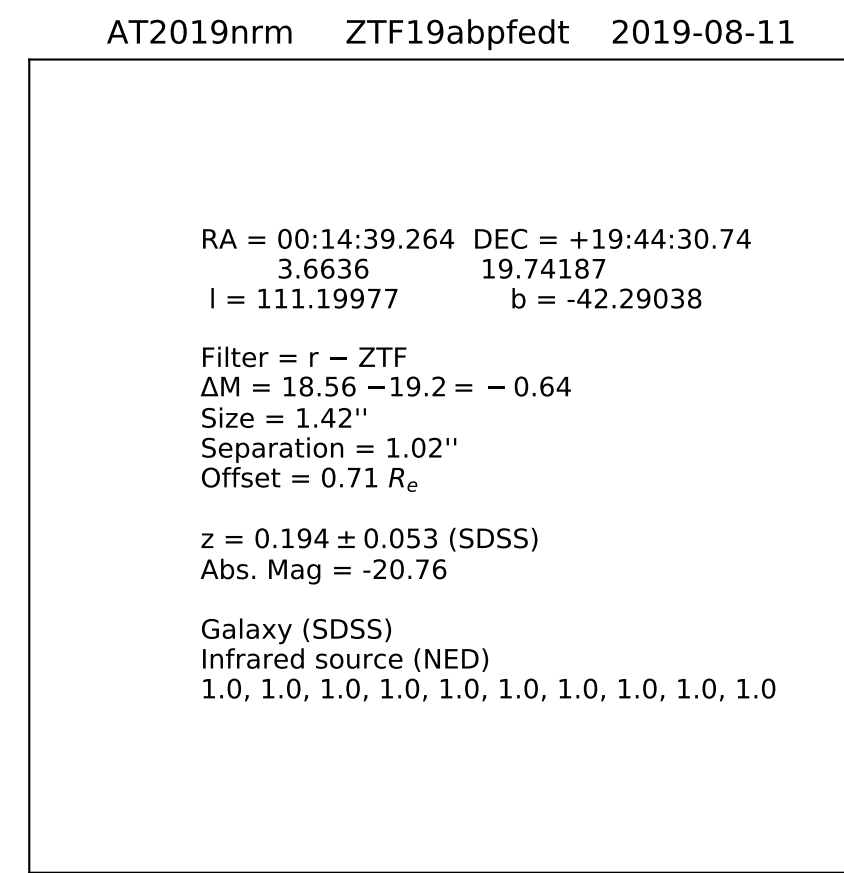 AT2019nrm ZTF19abpfedt 2019-08-11
RA = 00:14:39.264 DEC = +19:44:30.74
3.6636 19.74187
l = 111.19977 b = -42.29038
Filter = r − ZTF
ΔM = 18.56 −19.2 = − 0.64
Size = 1.42''
Separation = 1.02''
Offset = 0.71 Rₑ
z = 0.194 ± 0.053 (SDSS)
Abs. Mag = -20.76
Galaxy (SDSS)
Infrared source (NED)
1.0, 1.0, 1.0, 1.0, 1.0, 1.0, 1.0, 1.0, 1.0, 1.0